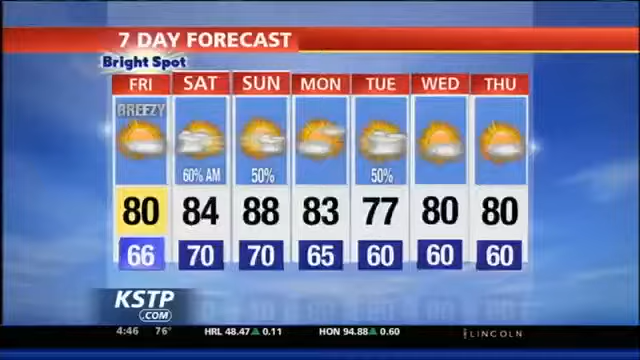 7 DAY FORECAST
Bright Spot
FRI SAT SUN MON TUE WED THU
BREEZY
60% AM 50% 50%
80 84 88 83 77 80 80
66 70 70 65 60 60 60
KSTP
.COM
4:46 76° HRL 48.47▲0.11 HON 94.88▲0.60 LINCOLN